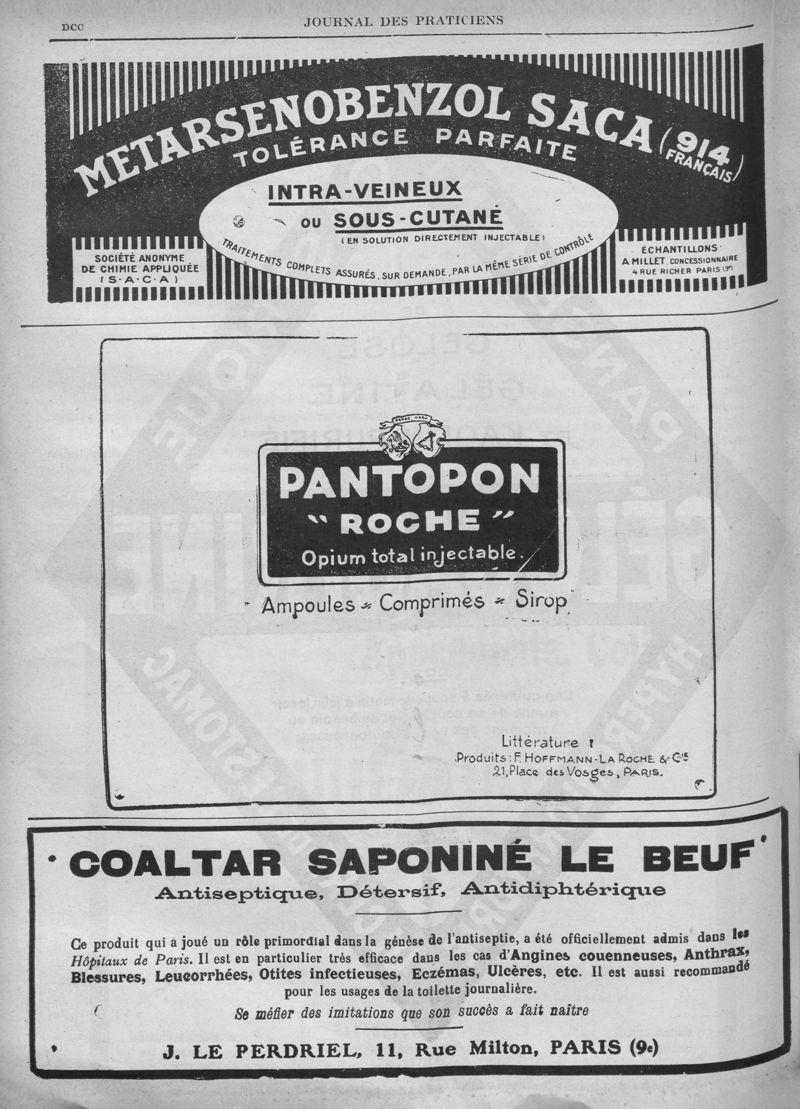 DCC
JOURNAL DES PRATICIENS
METARSENOBENZOL SACA (914 FRANÇAIS)
TOLÉRANCE PARFAITE
INTRA-VEINEUX
OU SOUS-CUTANÉ
(EN SOLUTION DIRECTEMENT INJECTABLE)
TRAITEMENTS COMPLETS ASSURÉS, SUR DEMANDE, PAR LA MÊME SÉRIE DE CONTRÔLE
SOCIÉTÉ ANONYME
DE CHIMIE APPLIQUÉE
(S.A.C.A)
ÉCHANTILLONS:
A MILLET, CONCESSIONNAIRE
4 RUE RICHER PARIS (9e)
PANTOPON
"ROCHE"
Opium total injectable.
Ampoules - Comprimés - Sirop
Littérature :
Produits: F. HOFFMANN-LA ROCHE & Cie
21, Place des Vosges, PARIS.
COALTAR SAPONINÉ LE BEUF
Antiseptique, Détersif, Antidiphtérique
Ce produit qui a joué un rôle primordial dans la génèse de l'antiseptie, a été officiellement admis dans les
Hôpitaux de Paris. Il est en particulier très efficace dans les cas d'Angines couenneuses, Anthrax,
Blessures, Leucorrhées, Otites infectieuses, Eczémas, Ulcères, etc. Il est aussi recommandé
pour les usages de la toilette journalière.
Se méfier des imitations que son succès a fait naître
J. LE PERDRIEL, 11, Rue Milton, PARIS (9e)